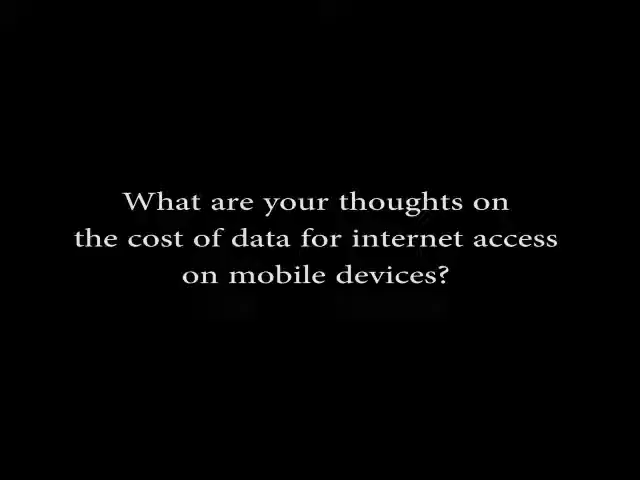 What are your thoughts on
the cost of data for internet access
on mobile devices?